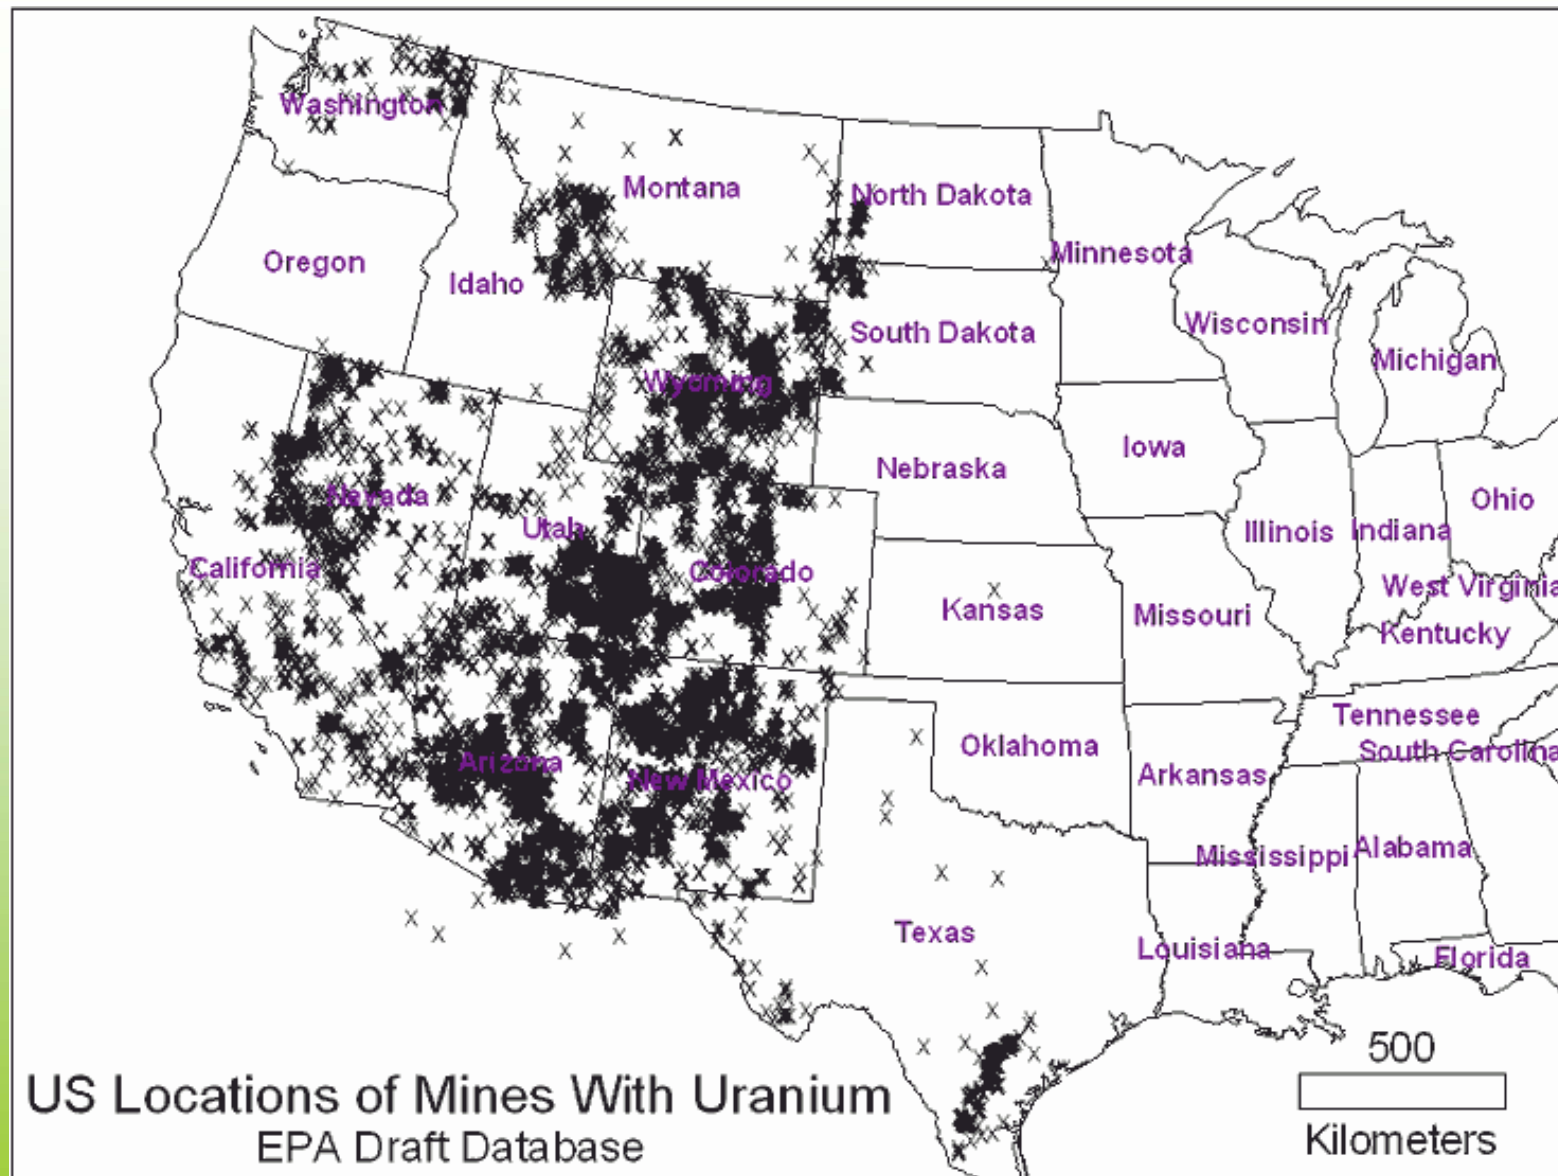 Washington
Montana
North Dakota
Minnesota
Oregon
Idaho
South Dakota
Wisconsin
Michigan
Wyoming
Iowa
Nebraska
Nevada
Ohio
Utah
Illinois
Indiana
California
Colorado
West Virginia
Kansas
Missouri
Kentucky
Tennessee
Oklahoma
South Carolina
Arizona
New Mexico
Arkansas
Mississippi
Alabama
Texas
Louisiana
Florida
500
Kilometers
US Locations of Mines With Uranium
EPA Draft Database